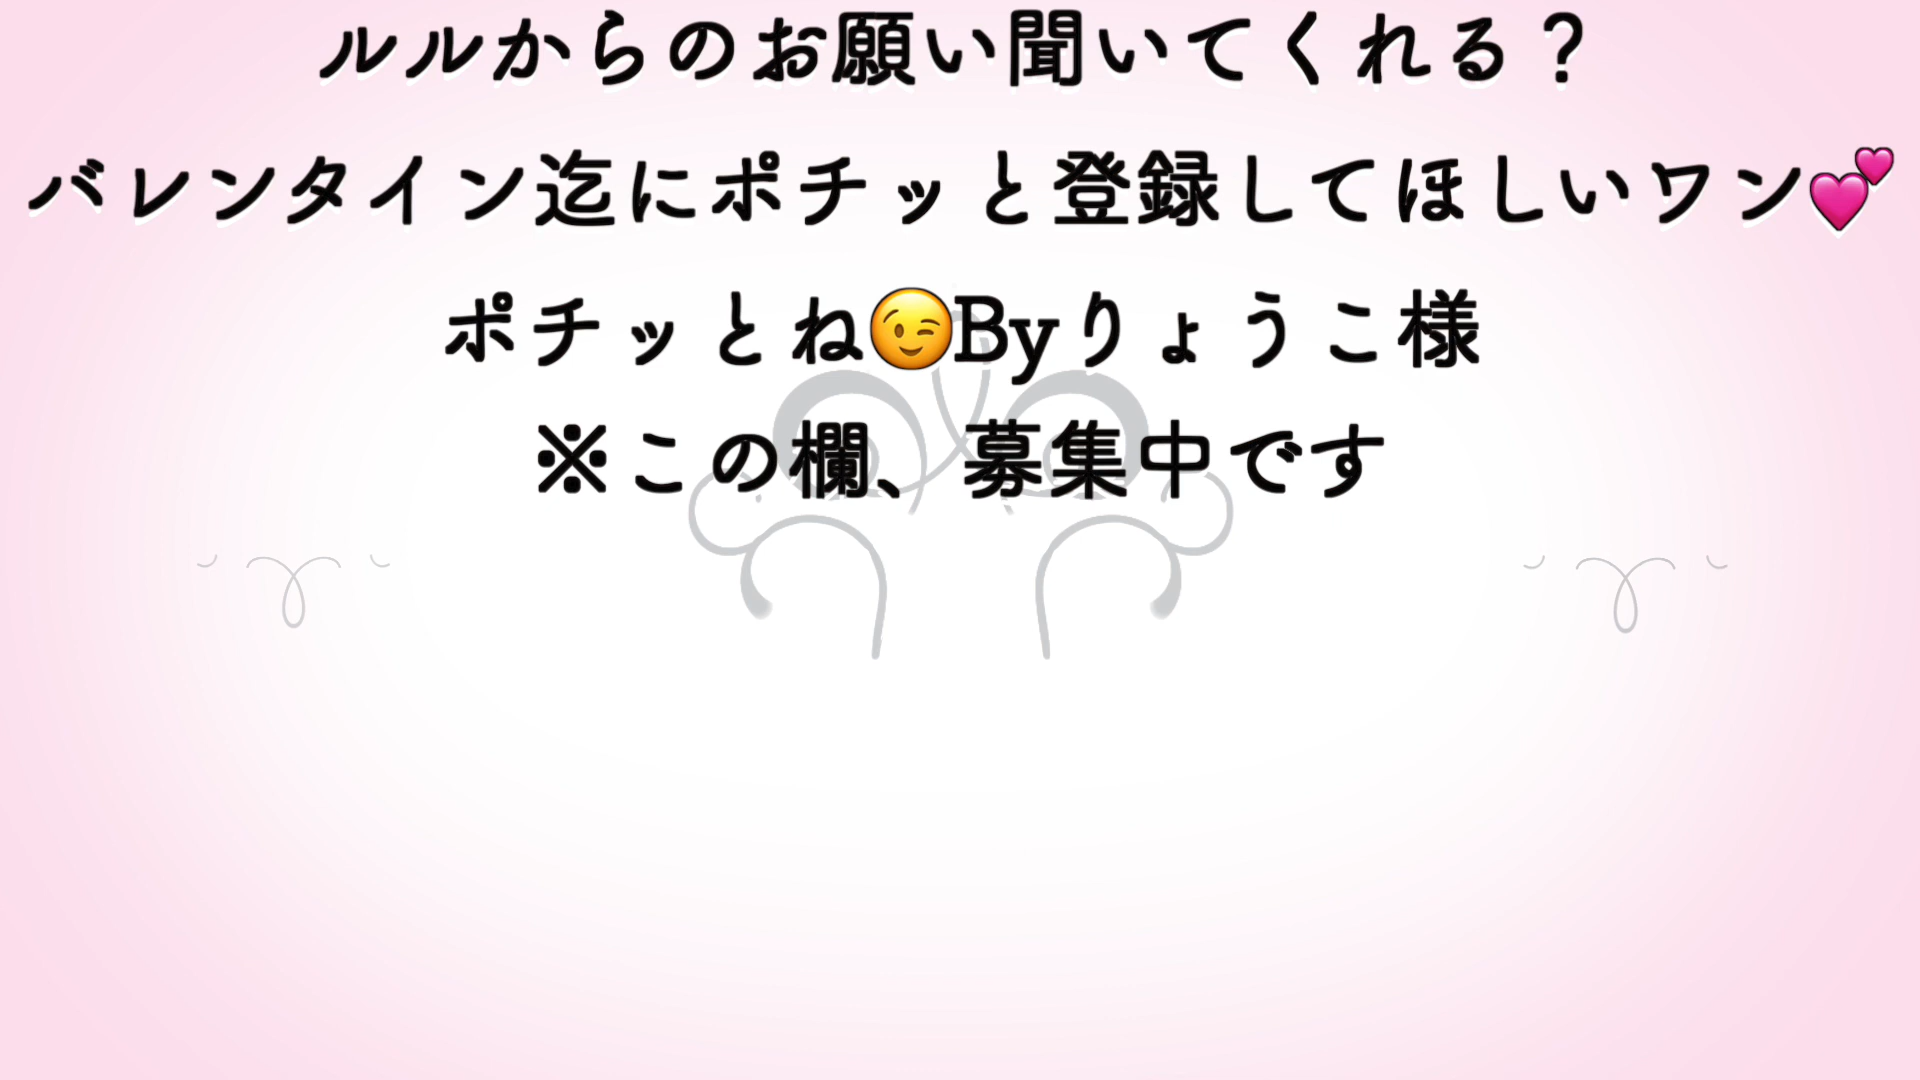 ルルからのお願い聞いてくれる？
バレンタイン迄にポチッと登録してほしいワン💕
ポチッとね😉Byりょうこ様
※この欄、募集中です